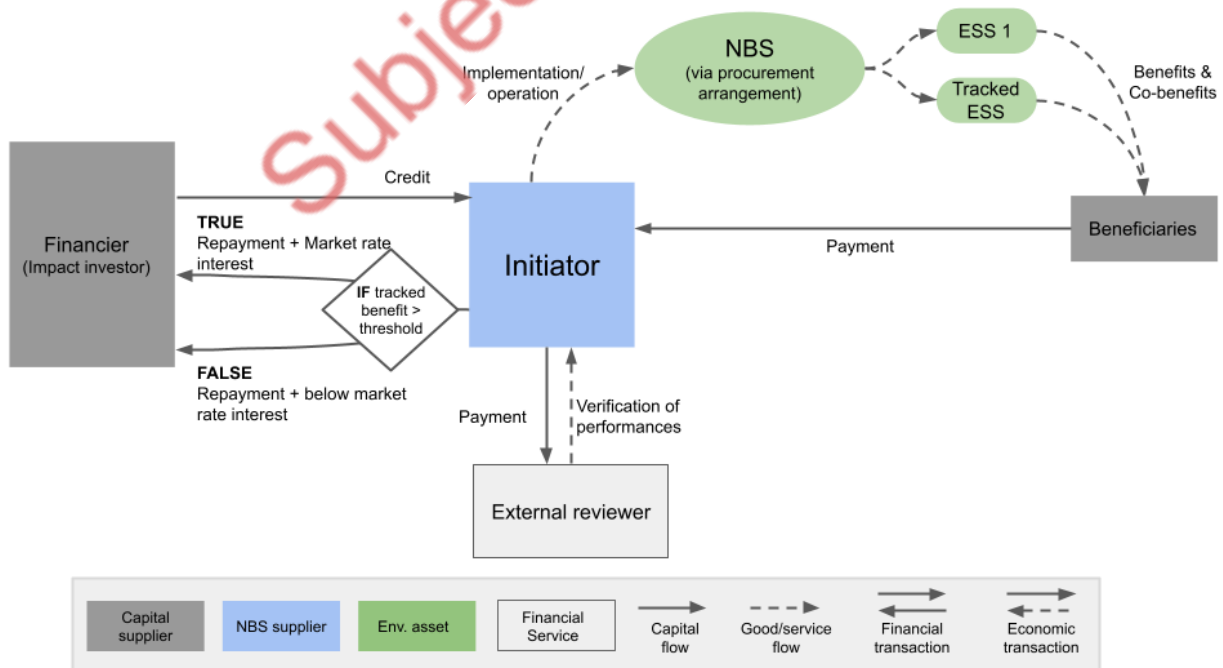 Subjec
NBS
(via procurement
arrangement)
ESS 1
Tracked
ESS
Implementation/
operation
Benefits &
Co-benefits
Credit
Financier
(Impact investor)
TRUE
Repayment + Market rate
interest
Initiator
Beneficiaries
Payment
IF tracked
benefit >
threshold
FALSE
Repayment + below market
rate interest
Payment
Verification of
performances
External reviewer
Capital
supplier
NBS supplier
Env. asset
Financial
Service
Capital
flow
Good/service
flow
Financial
transaction
Economic
transaction